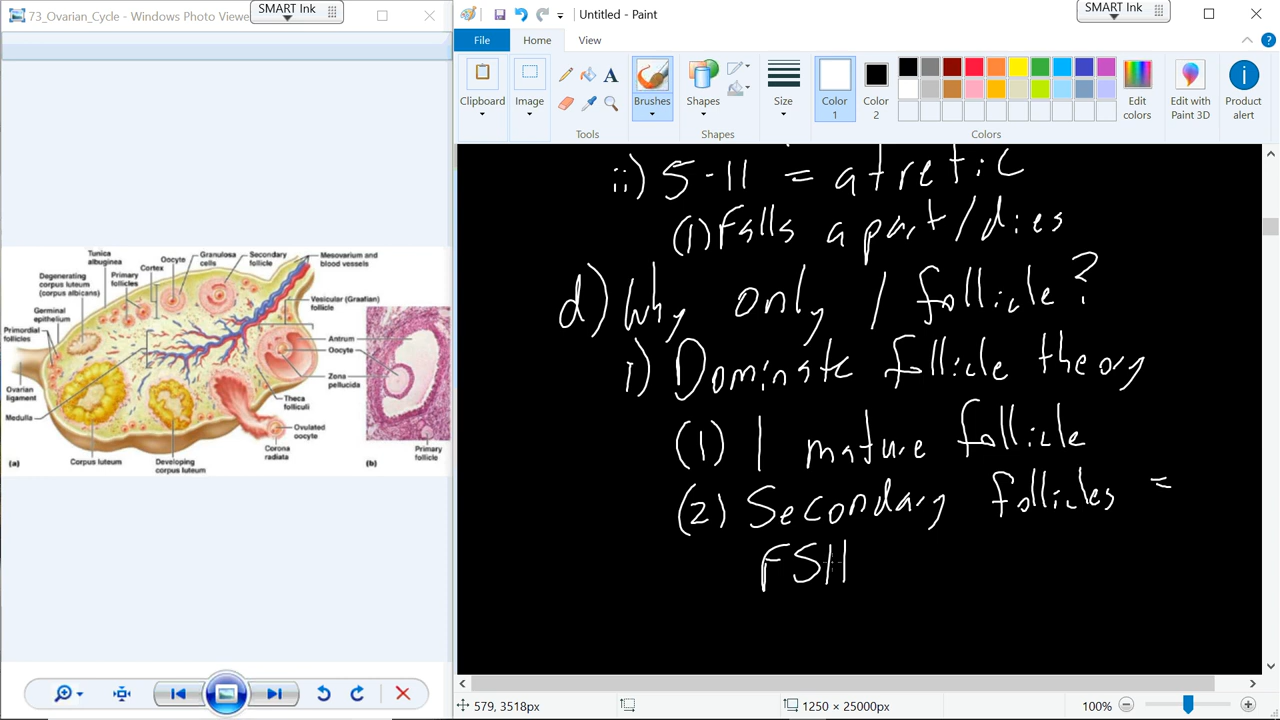 73_Ovarian_Cycle - Windows Photo Viewe
SMART Ink
Untitled - Paint
SMART Ink
File
Home
View
Clipboard
Image
Tools
Brushes
Shapes
Shapes
Size
Color 1
Color 2
Colors
Edit colors
Edit with Paint 3D
Product alert
Tunica albuginea
Degenerating corpus luteum (corpus albicans)
Germinal epithelium
Primordial follicles
Primary follicles
Cortex
Oocyte
Granulosa cells
Secondary follicle
Mesovarium and blood vessels
Vesicular (Graafian) follicle
Antrum
Oocyte
Zona pellucida
Theca folliculi
Ovulated oocyte
Corona radiata
Ovarian ligament
Medulla
Corpus luteum
Developing corpus luteum
Primary follicle
(a)
(b)
ii) 5-11 = atretic
(1) Falls apart/dies
d) Why only 1 follicle?
i) Dominate follicle theory
(1) 1 mature follicle
(2) Secondary follicles =
FSH
579, 3518px
1250 × 25000px
100%